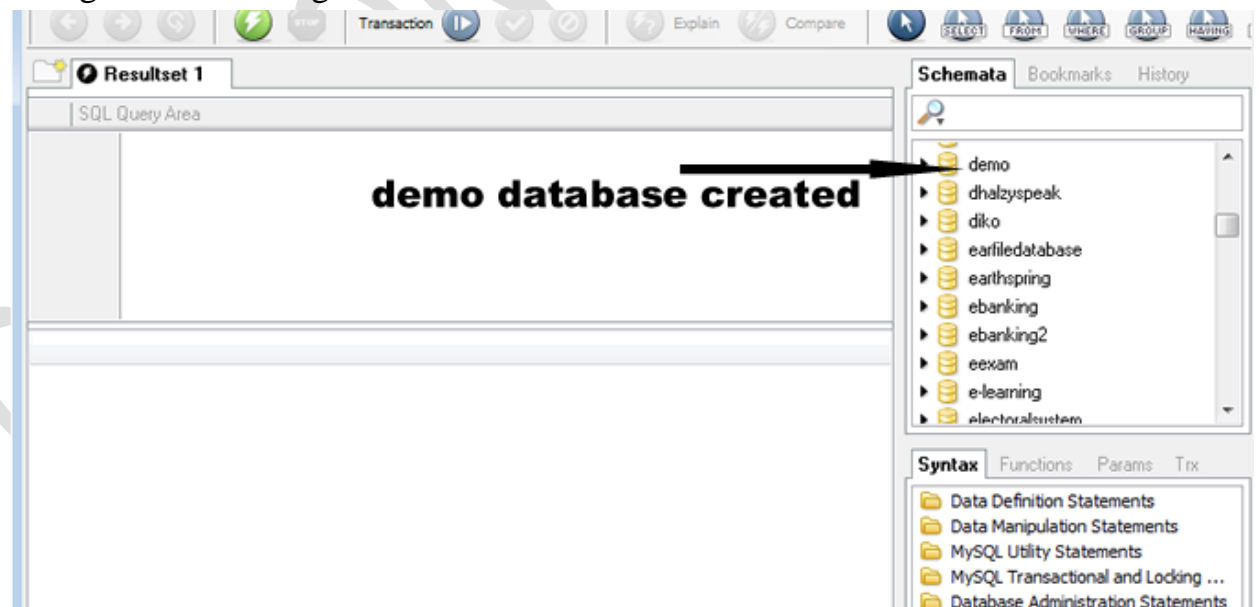 STOP Transaction Explain Compare SELECT FROM WHERE GROUP HAVING
Resultset 1
SQL Query Area
demo database created
Schemata Bookmarks History
demo
dhalzyspeak
diko
earfiledatabase
earthspring
ebanking
ebanking2
eexam
e-learning
electoralsustem
Syntax Functions Params Trx
Data Definition Statements
Data Manipulation Statements
MySQL Utility Statements
MySQL Transactional and Locking ...
Database Administration Statements